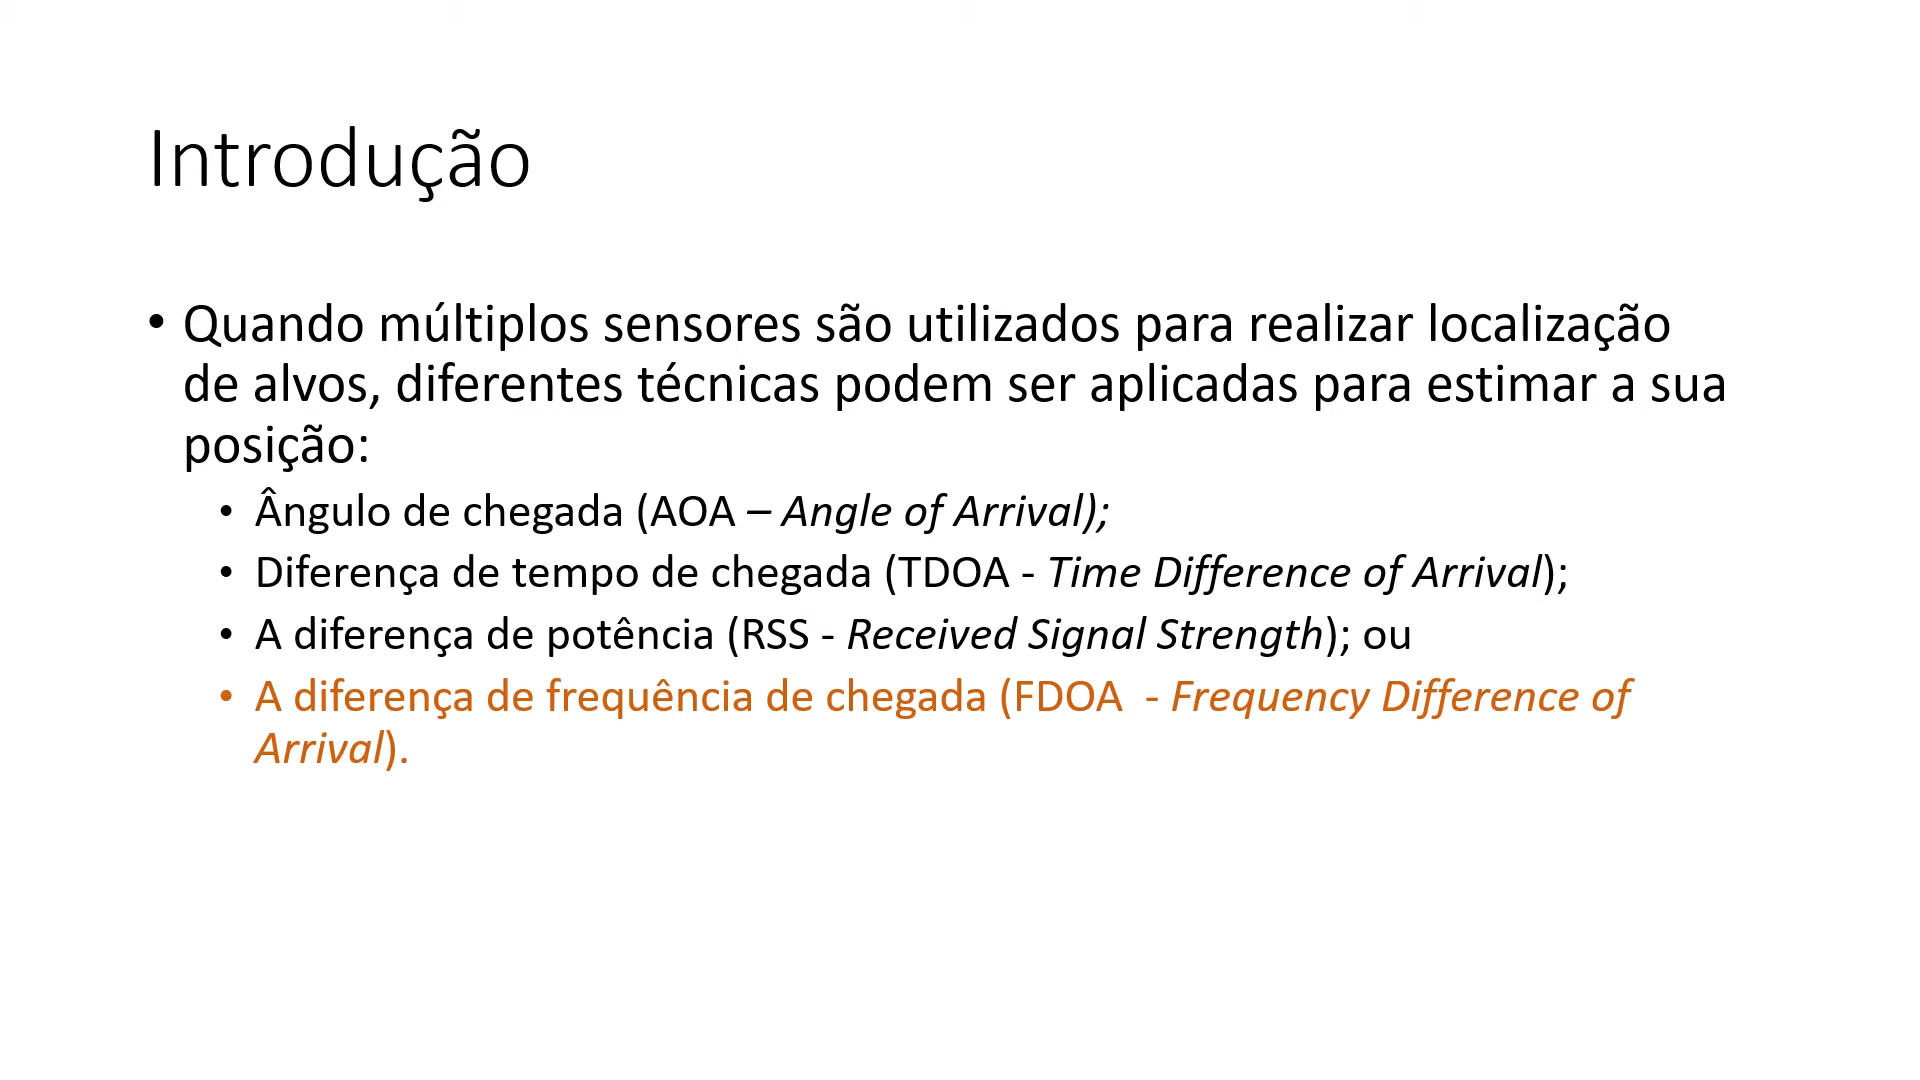 Introdução
• Quando múltiplos sensores são utilizados para realizar localização
de alvos, diferentes técnicas podem ser aplicadas para estimar a sua
posição:
• Ângulo de chegada (AOA – Angle of Arrival);
• Diferença de tempo de chegada (TDOA - Time Difference of Arrival);
• A diferença de potência (RSS - Received Signal Strength); ou
• A diferença de frequência de chegada (FDOA  - Frequency Difference of
Arrival).